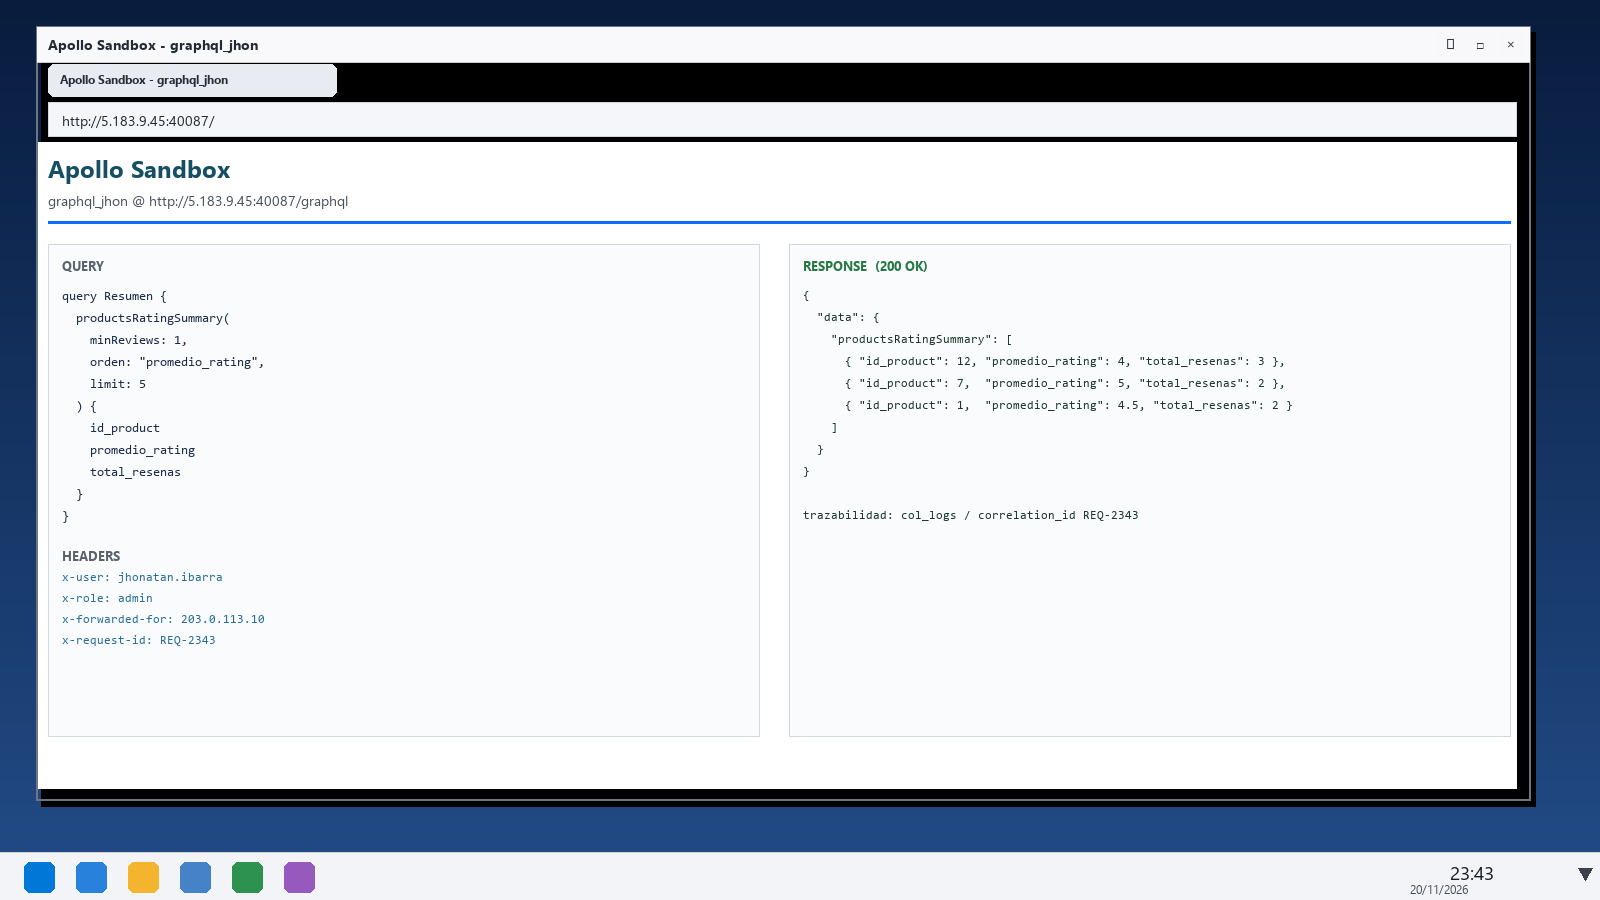 Apollo Sandbox - graphql_jhon
Apollo Sandbox - graphql_jhon
http://5.183.9.45:40087/
Apollo Sandbox
graphql_jhon @ http://5.183.9.45:40087/graphql
QUERY
query Resumen {
  productsRatingSummary(
    minReviews: 1,
    orden: "promedio_rating",
    limit: 5
  ) {
    id_product
    promedio_rating
    total_resenas
  }
}
HEADERS
x-user: jhonatan.ibarra
x-role: admin
x-forwarded-for: 203.0.113.10
x-request-id: REQ-2343
RESPONSE  (200 OK)
{
  "data": {
    "productsRatingSummary": [
      { "id_product": 12, "promedio_rating": 4, "total_resenas": 3 },
      { "id_product": 7,  "promedio_rating": 5, "total_resenas": 2 },
      { "id_product": 1,  "promedio_rating": 4.5, "total_resenas": 2 }
    ]
  }
}
trazabilidad: col_logs / correlation_id REQ-2343
23:43
20/11/2026